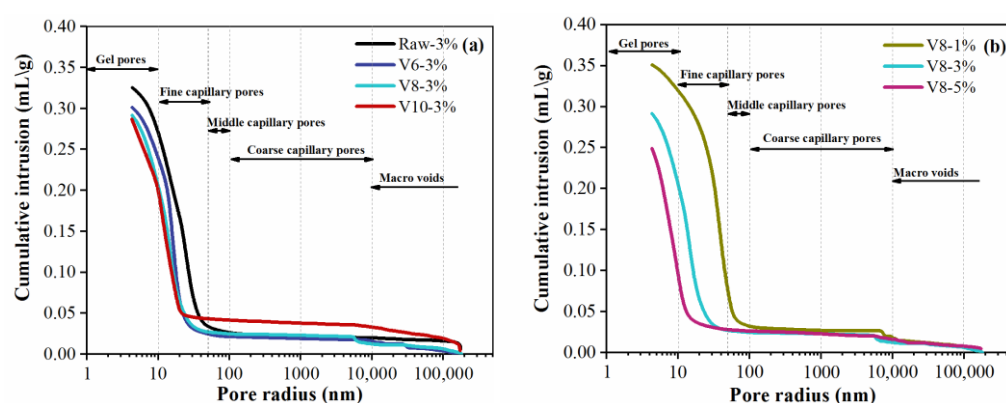 0.40
0.35
0.30
0.25
0.20
0.15
0.10
0.05
0.00
Cumulative intrusion (mL\g)
Gel pores
Fine capillary pores
Middle capillary pores
Coarse capillary pores
Macro voids
Raw-3% (a)
V6-3%
V8-3%
V10-3%
1 10 100 1000 10,000 100,000
Pore radius (nm)
0.40
0.35
0.30
0.25
0.20
0.15
0.10
0.05
0.00
Cumulative intrusion (mL\g)
Gel pores
Fine capillary pores
Middle capillary pores
Coarse capillary pores
Macro voids
(b)
V8-1%
V8-3%
V8-5%
1 10 100 1000 10,000 100,000
Pore radius (nm)